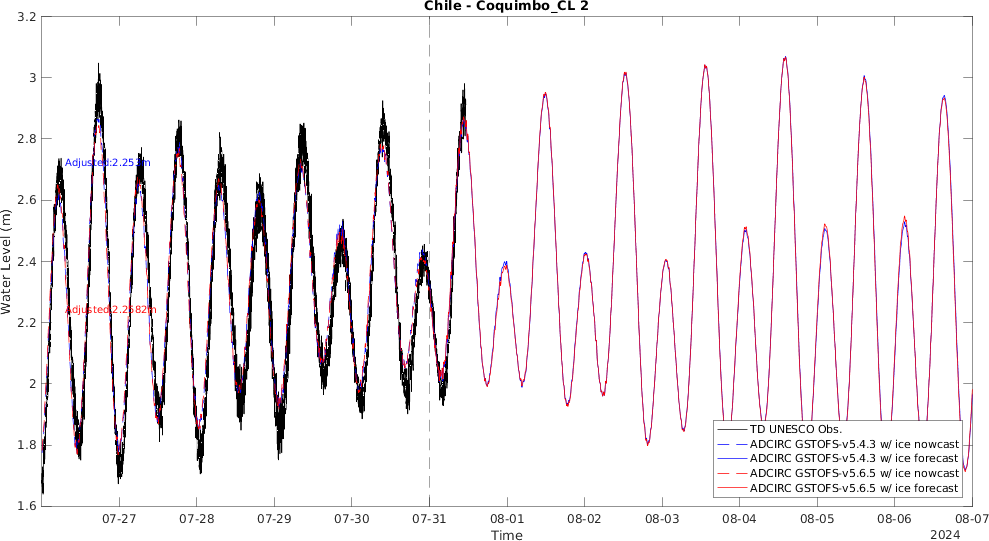 Chile - Coquimbo_CL 2
3.2
3
2.8
2.6
2.4
2.2
2
1.8
1.6
Water Level (m)
Adjusted:2.253m
Adjusted:2.2682m
TD UNESCO Obs.
ADCIRC GSTOFS-v5.4.3 w/ ice nowcast
ADCIRC GSTOFS-v5.4.3 w/ ice forecast
ADCIRC GSTOFS-v5.6.5 w/ ice nowcast
ADCIRC GSTOFS-v5.6.5 w/ ice forecast
07-27 07-28 07-29 07-30 07-31 08-01 08-02 08-03 08-04 08-05 08-06 08-07
Time
2024